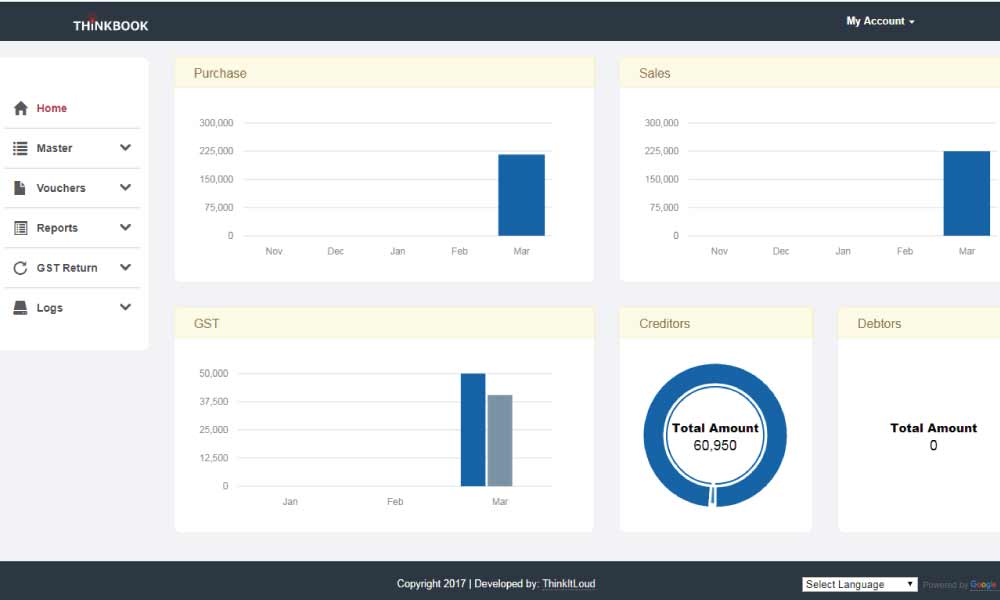 THiNKBOOK
My Account
Home
Master
Vouchers
Reports
GST Return
Logs
Purchase
300,000
225,000
150,000
75,000
0
Nov Dec Jan Feb Mar
Sales
300,000
225,000
150,000
75,000
0
Nov Dec Jan Feb Mar
GST
50,000
37,500
25,000
12,500
0
Jan Feb Mar
Creditors
Total Amount
60,950
Debtors
Total Amount
0
Copyright 2017 | Developed by: ThinkItLoud
Select Language
Powered by Google